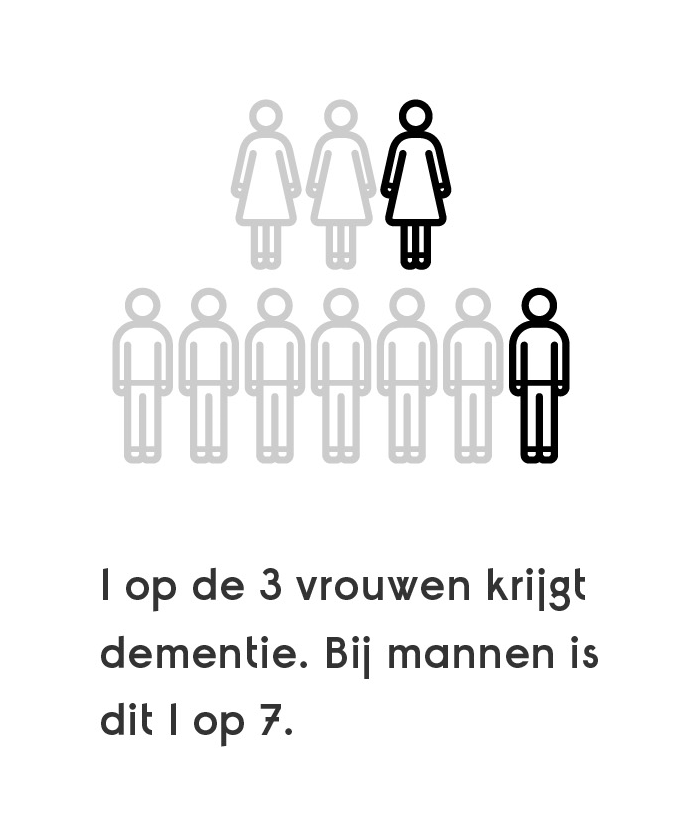 1 op de 3 vrouwen krijgt
dementie. Bij mannen is
dit 1 op 7.